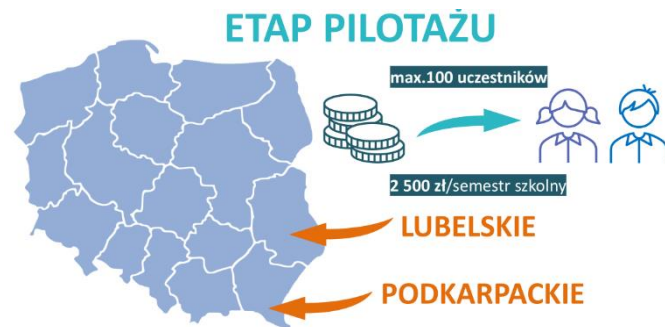 ETAP PILOTAŻU
max.100 uczestników
2 500 zł/semestr szkolny
LUBELSKIE
PODKARPACKIE